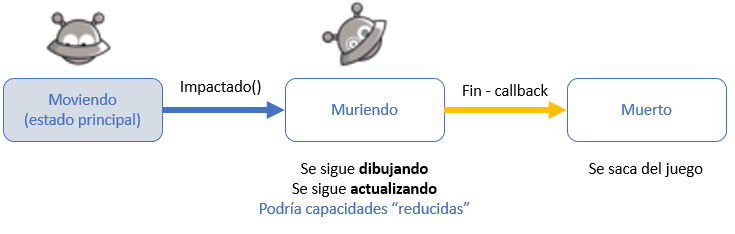 Moviendo
(estado principal)
Impactado()
Muriendo
Fin - callback
Muerto
Se sigue dibujando
Se sigue actualizando
Podría capacidades “reducidas”
Se saca del juego